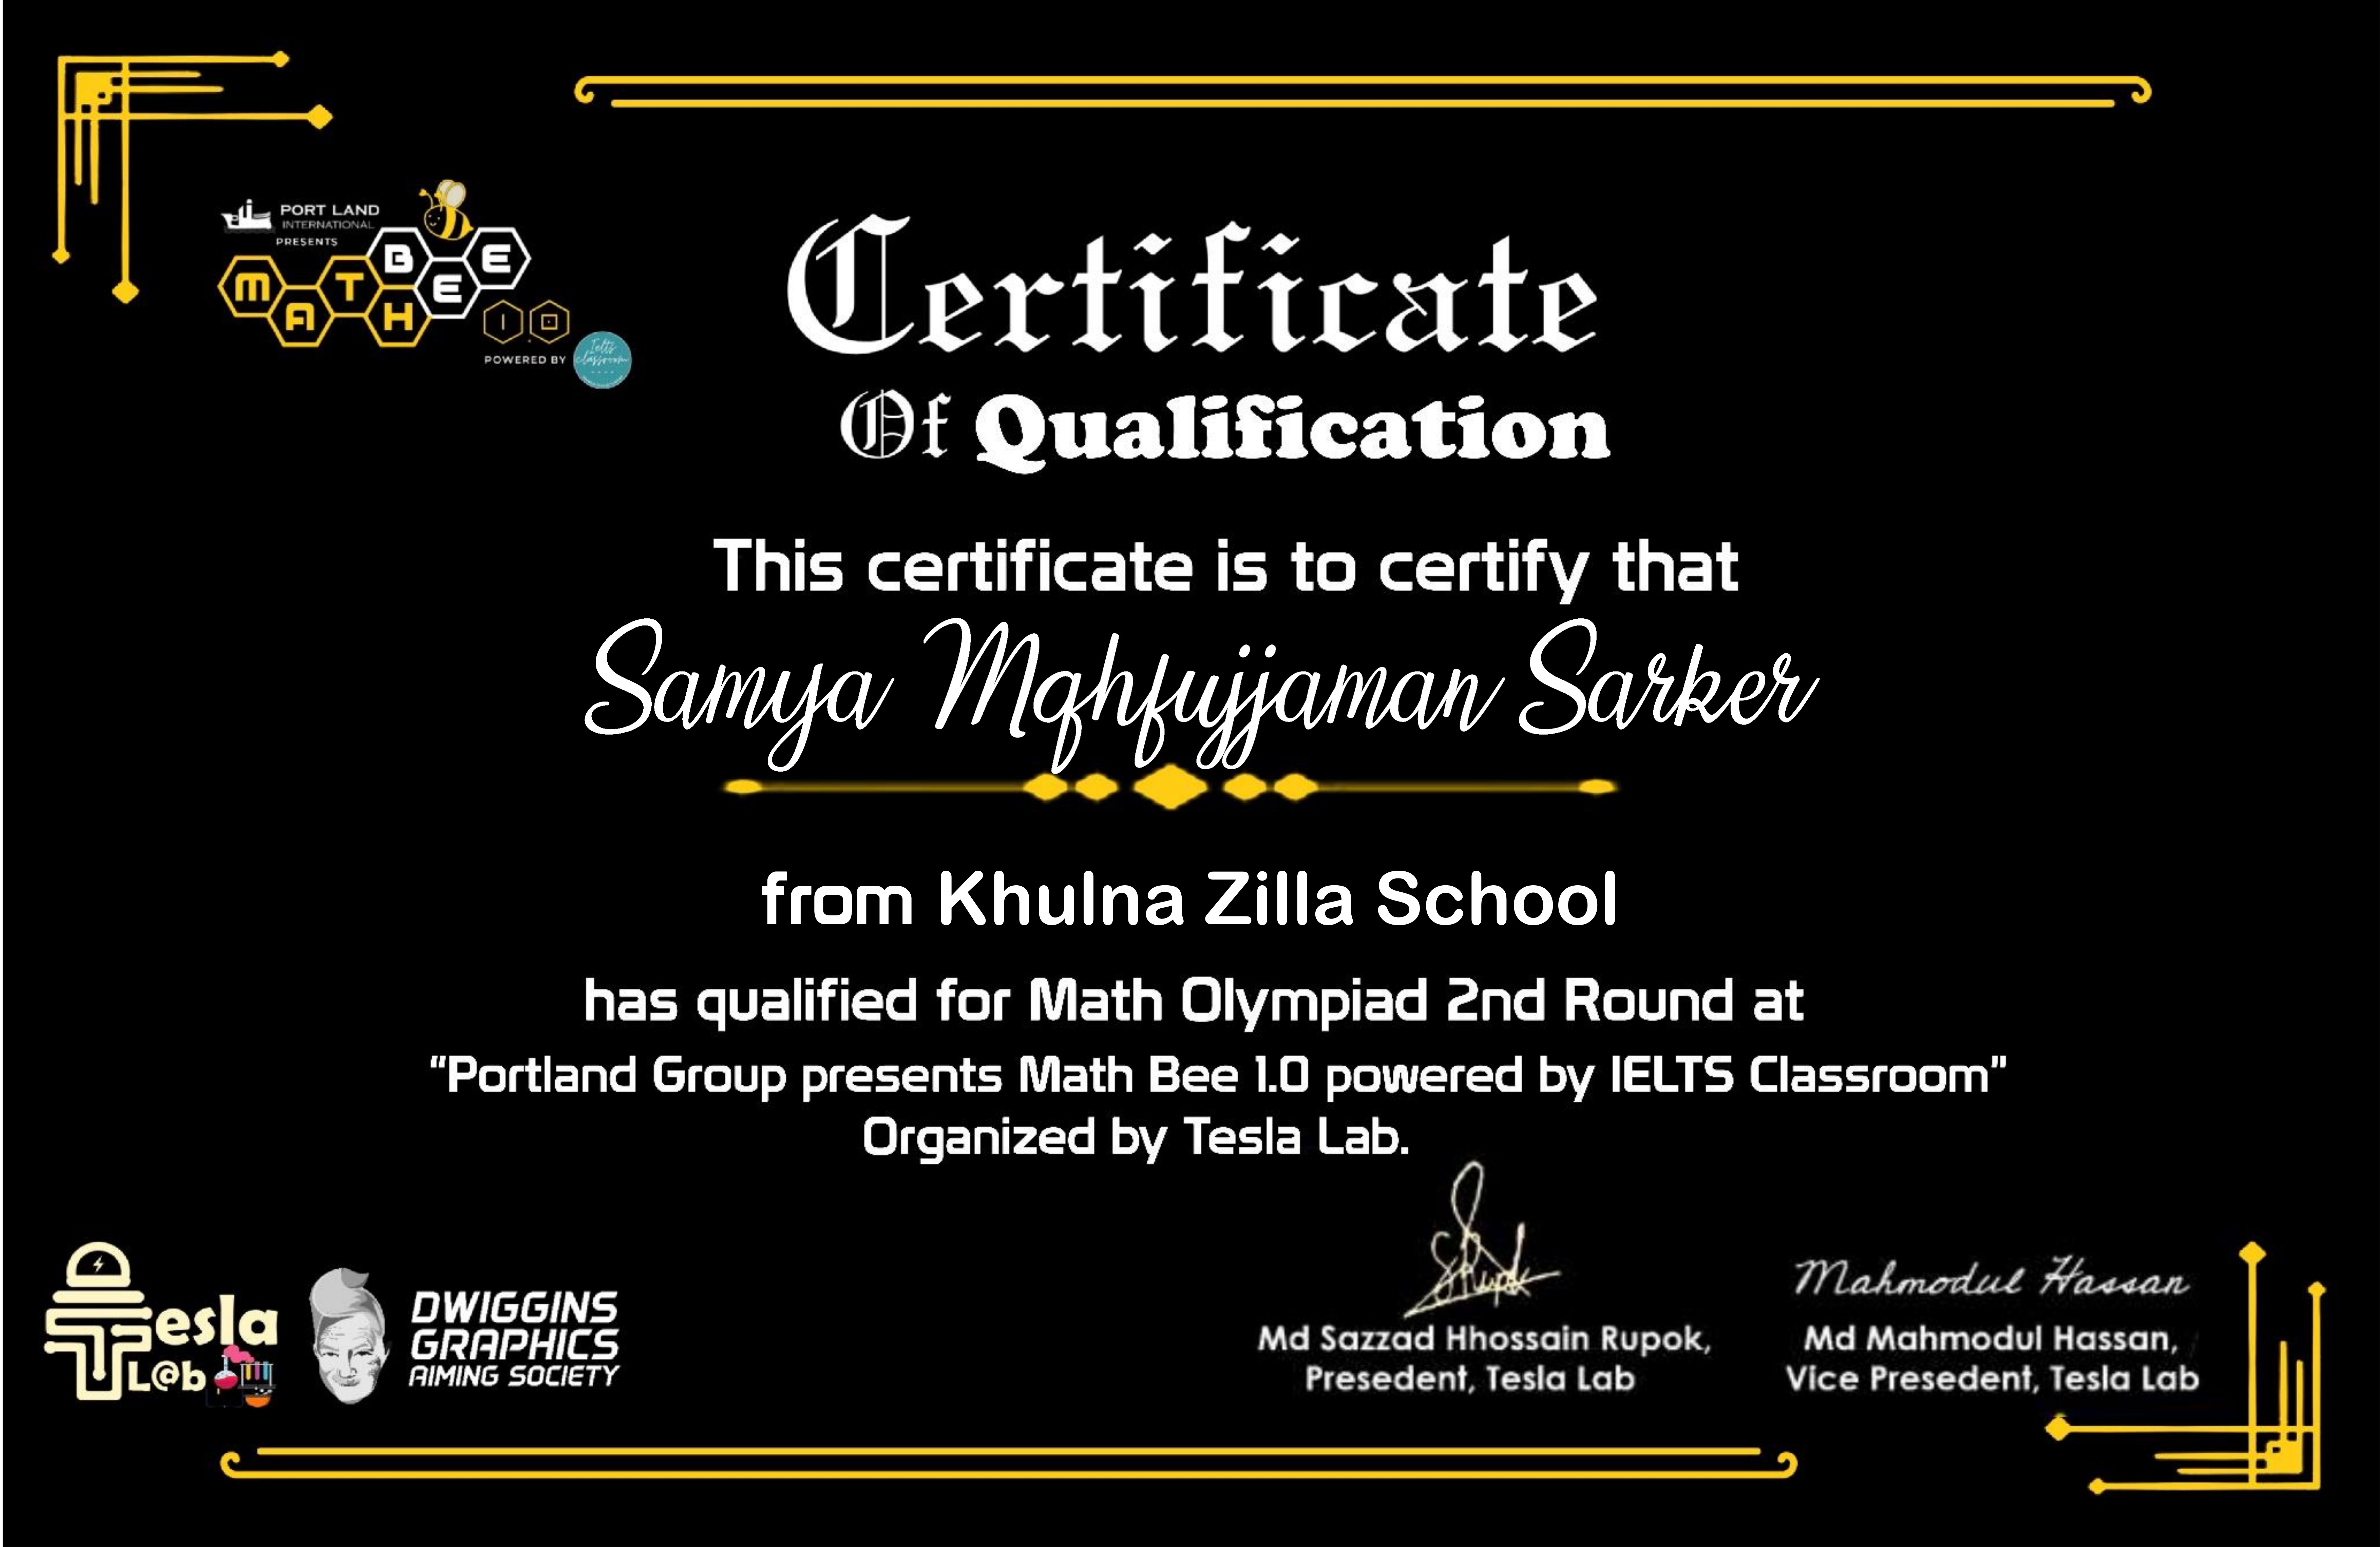 PORT LAND
INTERNATIONAL
PRESENTS
MATH BEE
1.0
POWERED BY
Ielts
classroom
Certificate
Of Qualification
This certificate is to certify that
Samya Mqhfujjaman Sarker
from Khulna Zilla School
has qualified for Math Olympiad 2nd Round at
“Portland Group presents Math Bee 1.0 powered by IELTS Classroom”
Organized by Tesla Lab.
Tesla
L@b
DWIGGINS
GRAPHICS
AIMING SOCIETY
Md Sazzad Hhossain Rupok,
Presedent, Tesla Lab
Mahmodul Hassan
Md Mahmodul Hassan,
Vice Presedent, Tesla Lab